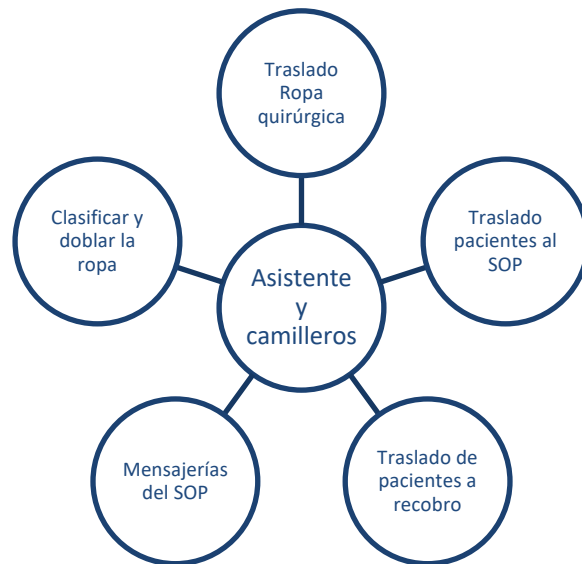 Traslado
Ropa
quirúrgica
Clasificar y
doblar la
ropa
Traslado
pacientes al
SOP
Asistente
y
camilleros
Mensajerías
del SOP
Traslado de
pacientes a
recobro